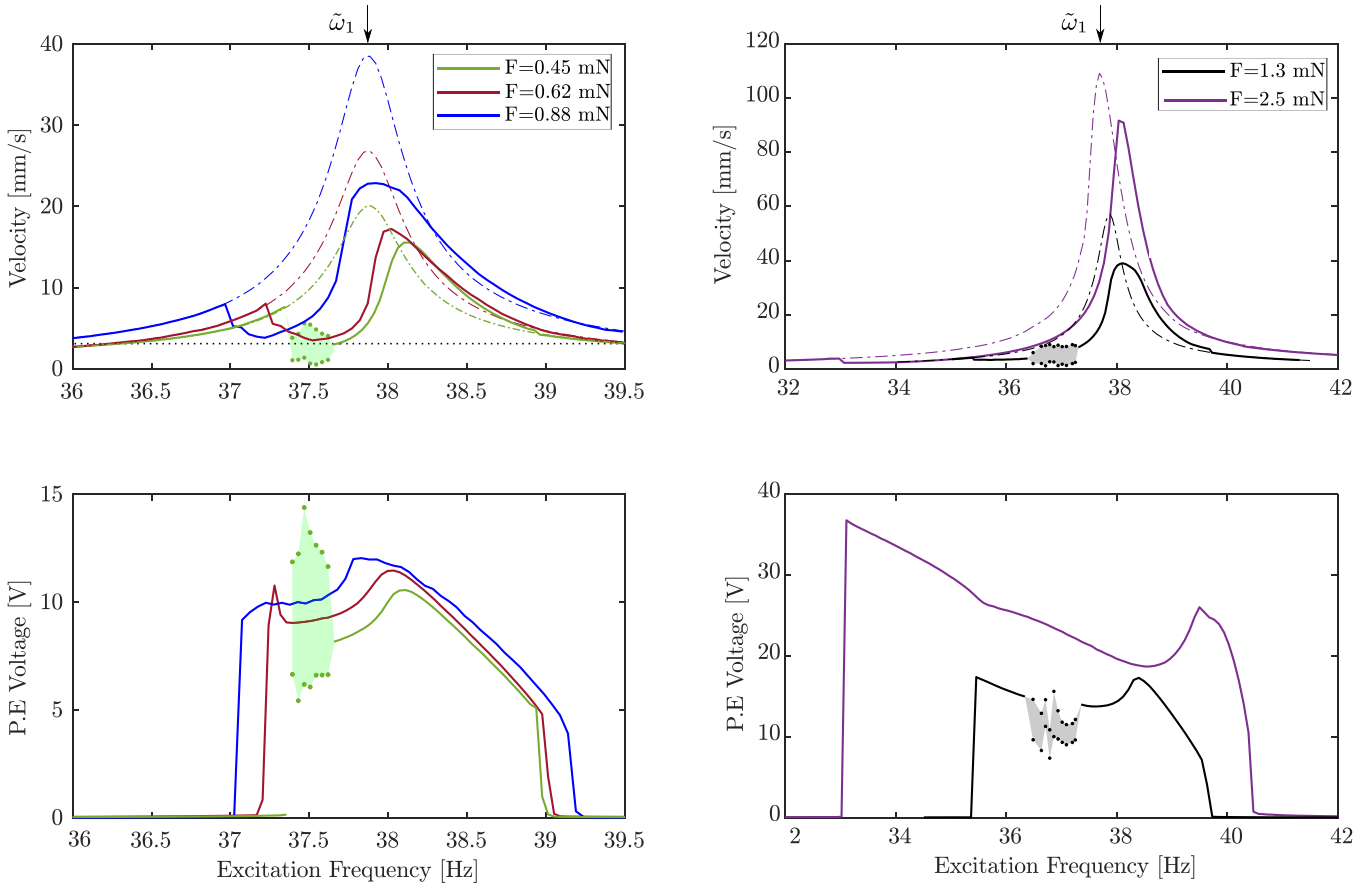 ω̃₁
40
30
20
10
0
Velocity [mm/s]
F=0.45 mN
F=0.62 mN
F=0.88 mN
36 36.5 37 37.5 38 38.5 39 39.5
ω̃₁
120
100
80
60
40
20
0
Velocity [mm/s]
F=1.3 mN
F=2.5 mN
32 34 36 38 40 42
15
10
5
0
P.E Voltage [V]
36 36.5 37 37.5 38 38.5 39 39.5
Excitation Frequency [Hz]
40
30
20
10
0
P.E Voltage [V]
2 34 36 38 40 42
Excitation Frequency [Hz]